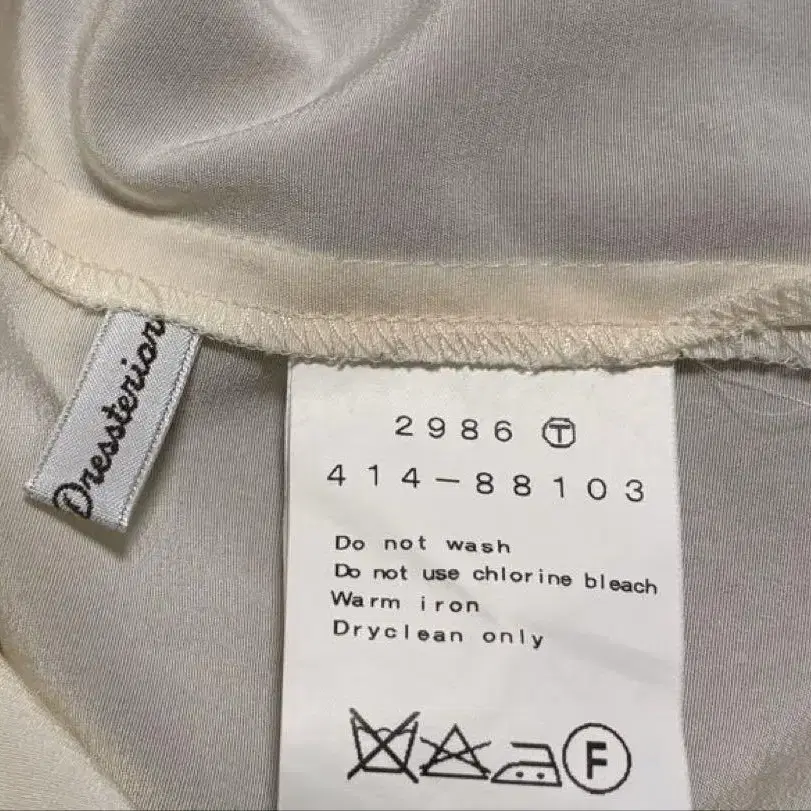 Dressterior
2986 Ⓣ
414-88103
Do not wash
Do not use chlorine bleach
Warm iron
Dryclean only
F